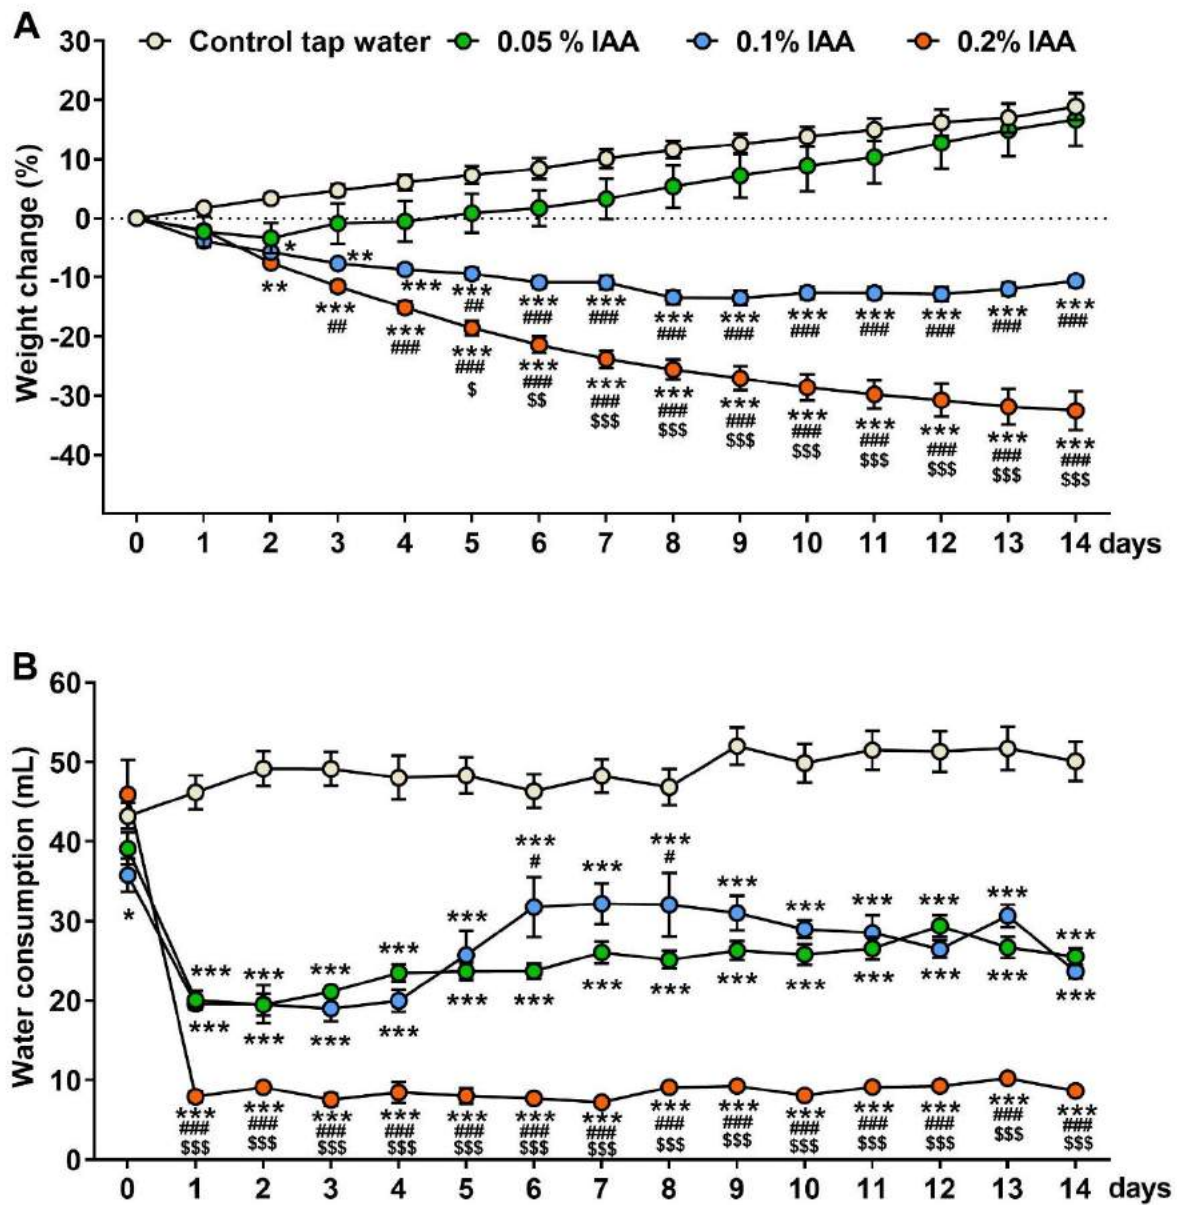 A
Control tap water 0.05 % IAA 0.1% IAA 0.2% IAA
Weight change (%)
30
20
10
0
-10
-20
-30
-40
* ** *** *** *** *** *** *** *** *** *** *** ***
## ### ### ### ### ### ### ### ### ###
** *** *** *** *** *** *** *** *** *** *** *** ***
## ### ### ### ### ### ### ### ### ### ### ###
$ $$ $$$ $$$ $$$ $$$ $$$ $$$ $$$ $$$
0 1 2 3 4 5 6 7 8 9 10 11 12 13 14 days
B
Water consumption (mL)
60
50
40
30
20
10
0
*
*** *** *** *** *** *** *** *** *** *** *** *** *** ***
# #
*** *** *** *** *** *** *** *** *** *** *** *** *** ***
*** *** *** *** *** *** *** *** *** *** *** *** *** ***
### ### ### ### ### ### ### ### ### ### ### ### ### ###
$$$ $$$ $$$ $$$ $$$ $$$ $$$ $$$ $$$ $$$ $$$ $$$ $$$ $$$
0 1 2 3 4 5 6 7 8 9 10 11 12 13 14 days